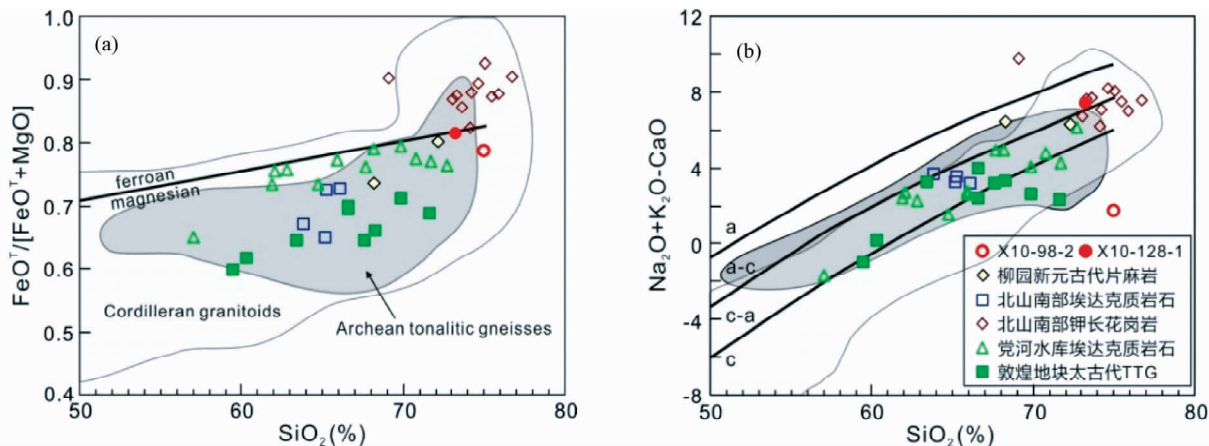 (a)
1.0
0.9
0.8
0.7
0.6
0.5
0.4
FeOᵀ/[FeOᵀ+MgO]
ferroan
magnesian
Cordilleran granitoids
Archean tonalitic gneisses
50
60
70
80
SiO₂(%)
(b)
12
8
4
0
-4
-8
Na₂O+K₂O-CaO
a
a-c
c-a
c
X10-98-2
X10-128-1
柳园新元古代片麻岩
北山南部埃达克质岩石
北山南部钾长花岗岩
党河水库埃达克质岩石
敦煌地块太古代TTG
50
60
70
80
SiO₂(%)